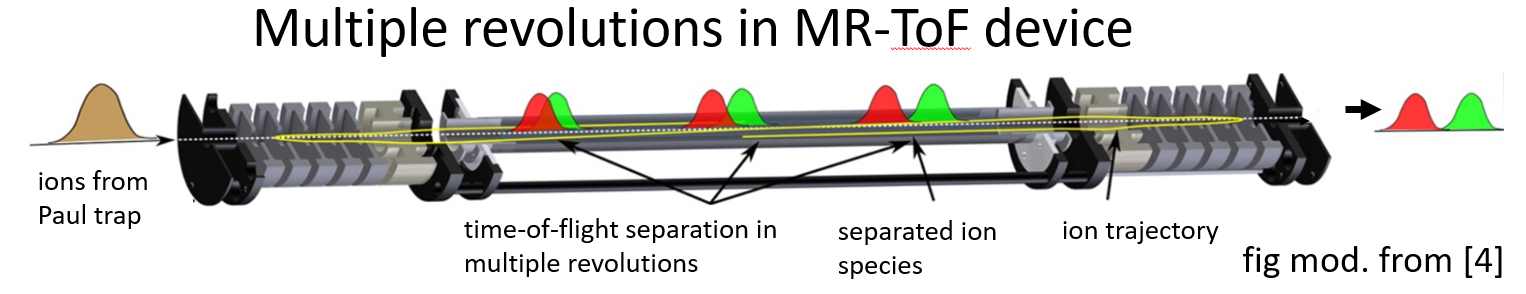 Multiple revolutions in MR-ToF device
ions from
Paul trap
time-of-flight separation in
multiple revolutions
separated ion
species
ion trajectory
fig mod. from [4]